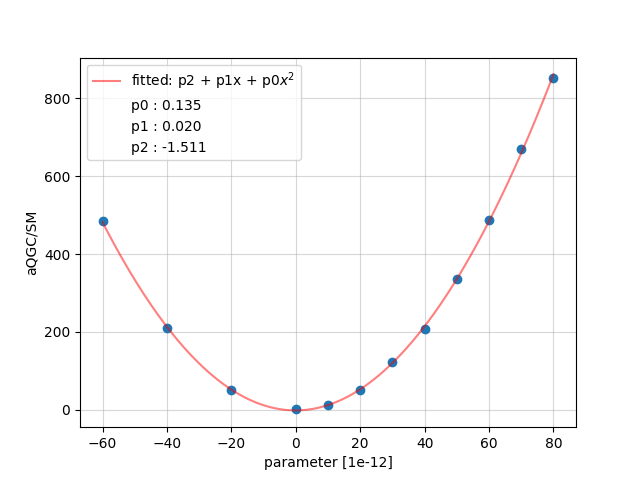 fitted: p2 + p1x + p0x²
p0 : 0.135
p1 : 0.020
p2 : -1.511
800
600
400
200
0
aQGC/SM
−60 −40 −20 0 20 40 60 80
parameter [1e-12]